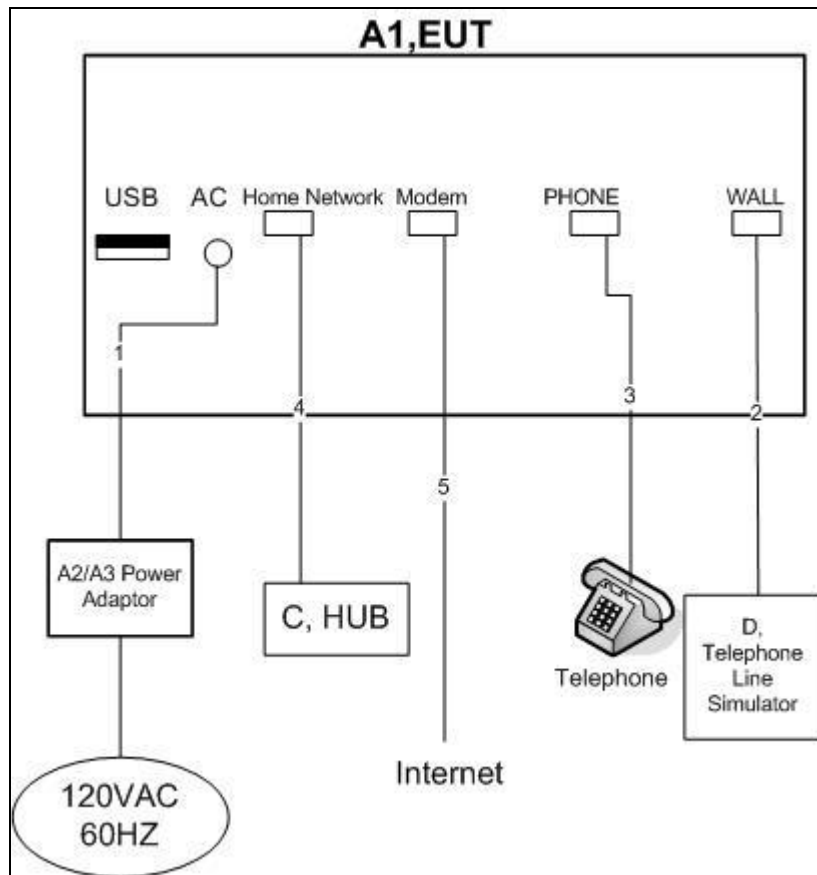 A1,EUT
USB
AC
Home Network
Modem
PHONE
WALL
1
4
5
3
2
A2/A3 Power
Adaptor
C, HUB
Telephone
D,
Telephone
Line
Simulator
Internet
120VAC
60HZ